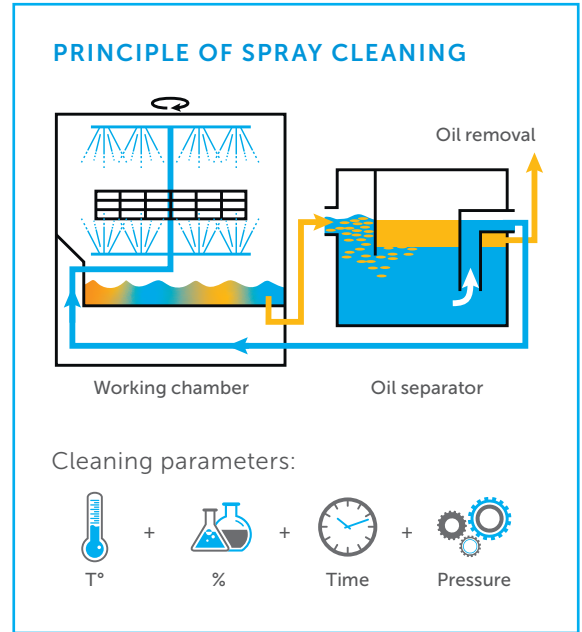 PRINCIPLE OF SPRAY CLEANING
Oil removal
Working chamber
Oil separator
Cleaning parameters:
+ + +
T° % Time Pressure